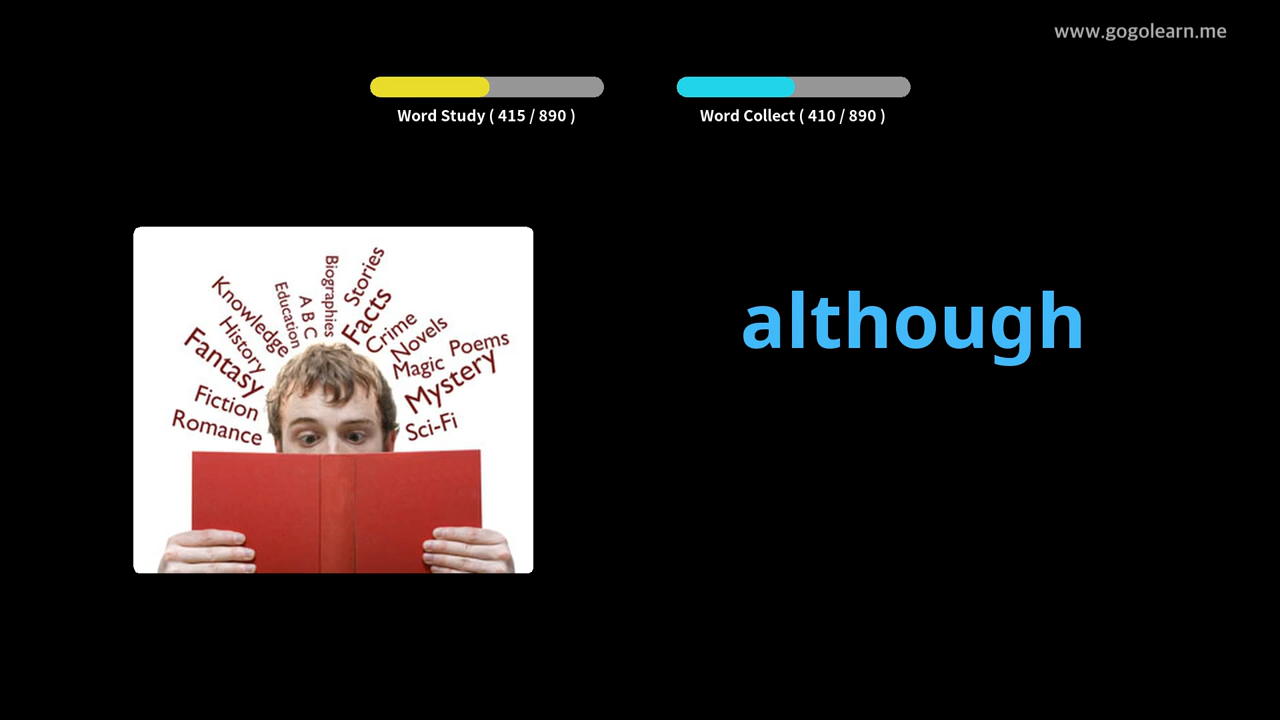 www.gogolearn.me
Word Study ( 415 / 890 )
Word Collect ( 410 / 890 )
although
Romance
Fiction
Fantasy
History
Knowledge
Education
A B C
Biographies
Stories
Facts
Crime
Novels
Magic
Poems
Mystery
Sci-Fi